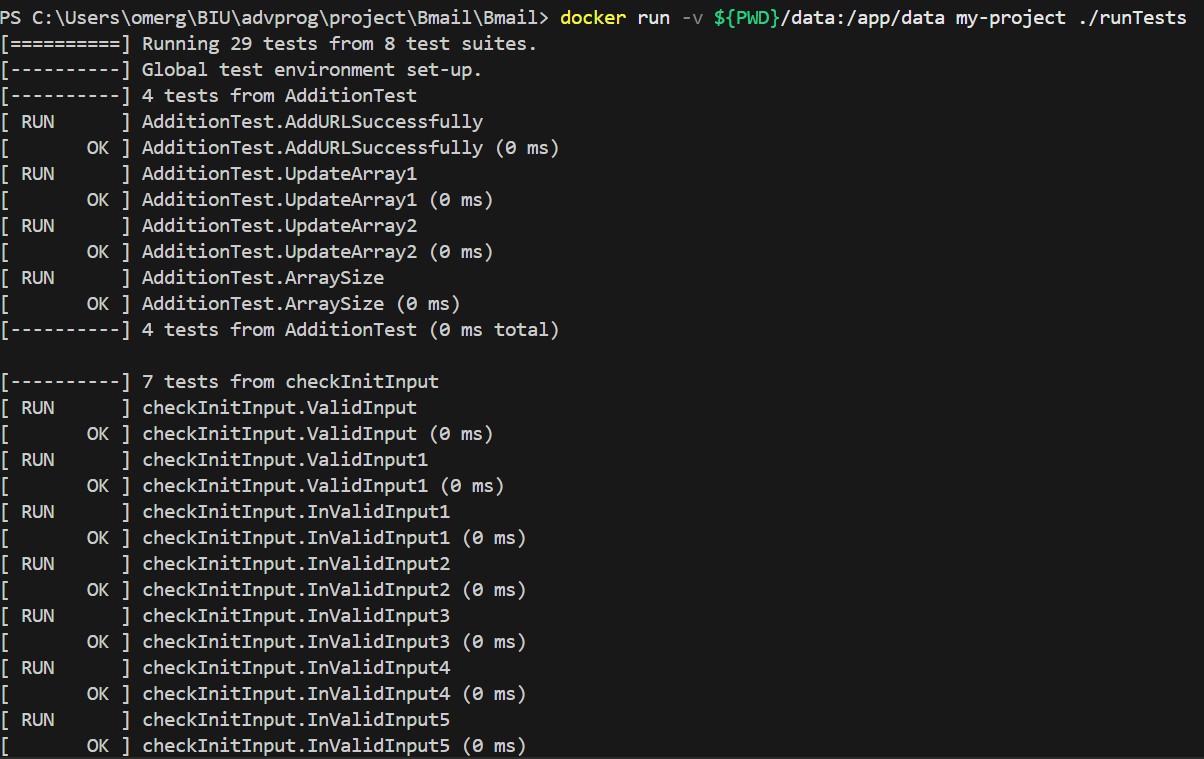 PS C:\Users\omerg\BIU\advprog\project\Bmail\Bmail> docker run -v ${PWD}/data:/app/data my-project ./runTests
[==========] Running 29 tests from 8 test suites.
[----------] Global test environment set-up.
[----------] 4 tests from AdditionTest
[ RUN      ] AdditionTest.AddURLSuccessfully
[       OK ] AdditionTest.AddURLSuccessfully (0 ms)
[ RUN      ] AdditionTest.UpdateArray1
[       OK ] AdditionTest.UpdateArray1 (0 ms)
[ RUN      ] AdditionTest.UpdateArray2
[       OK ] AdditionTest.UpdateArray2 (0 ms)
[ RUN      ] AdditionTest.ArraySize
[       OK ] AdditionTest.ArraySize (0 ms)
[----------] 4 tests from AdditionTest (0 ms total)

[----------] 7 tests from checkInitInput
[ RUN      ] checkInitInput.ValidInput
[       OK ] checkInitInput.ValidInput (0 ms)
[ RUN      ] checkInitInput.ValidInput1
[       OK ] checkInitInput.ValidInput1 (0 ms)
[ RUN      ] checkInitInput.InValidInput1
[       OK ] checkInitInput.InValidInput1 (0 ms)
[ RUN      ] checkInitInput.InValidInput2
[       OK ] checkInitInput.InValidInput2 (0 ms)
[ RUN      ] checkInitInput.InValidInput3
[       OK ] checkInitInput.InValidInput3 (0 ms)
[ RUN      ] checkInitInput.InValidInput4
[       OK ] checkInitInput.InValidInput4 (0 ms)
[ RUN      ] checkInitInput.InValidInput5
[       OK ] checkInitInput.InValidInput5 (0 ms)